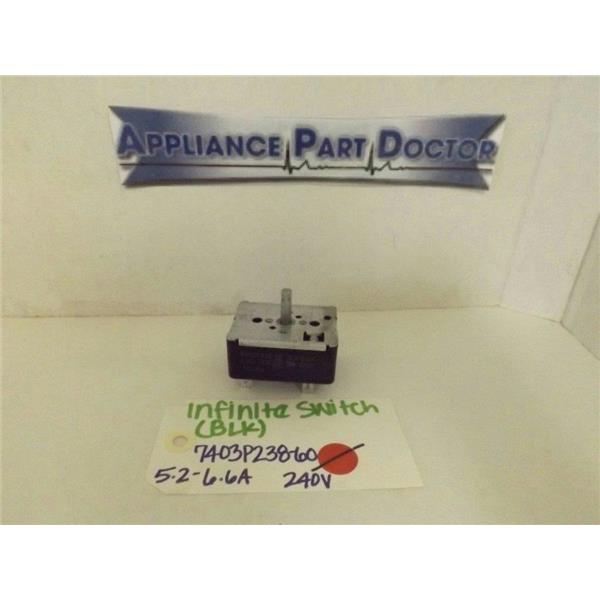 APPLIANCE PART DOCTOR
infinite switch
(BLK)
7403P238-60
5.2-6.6A 240V